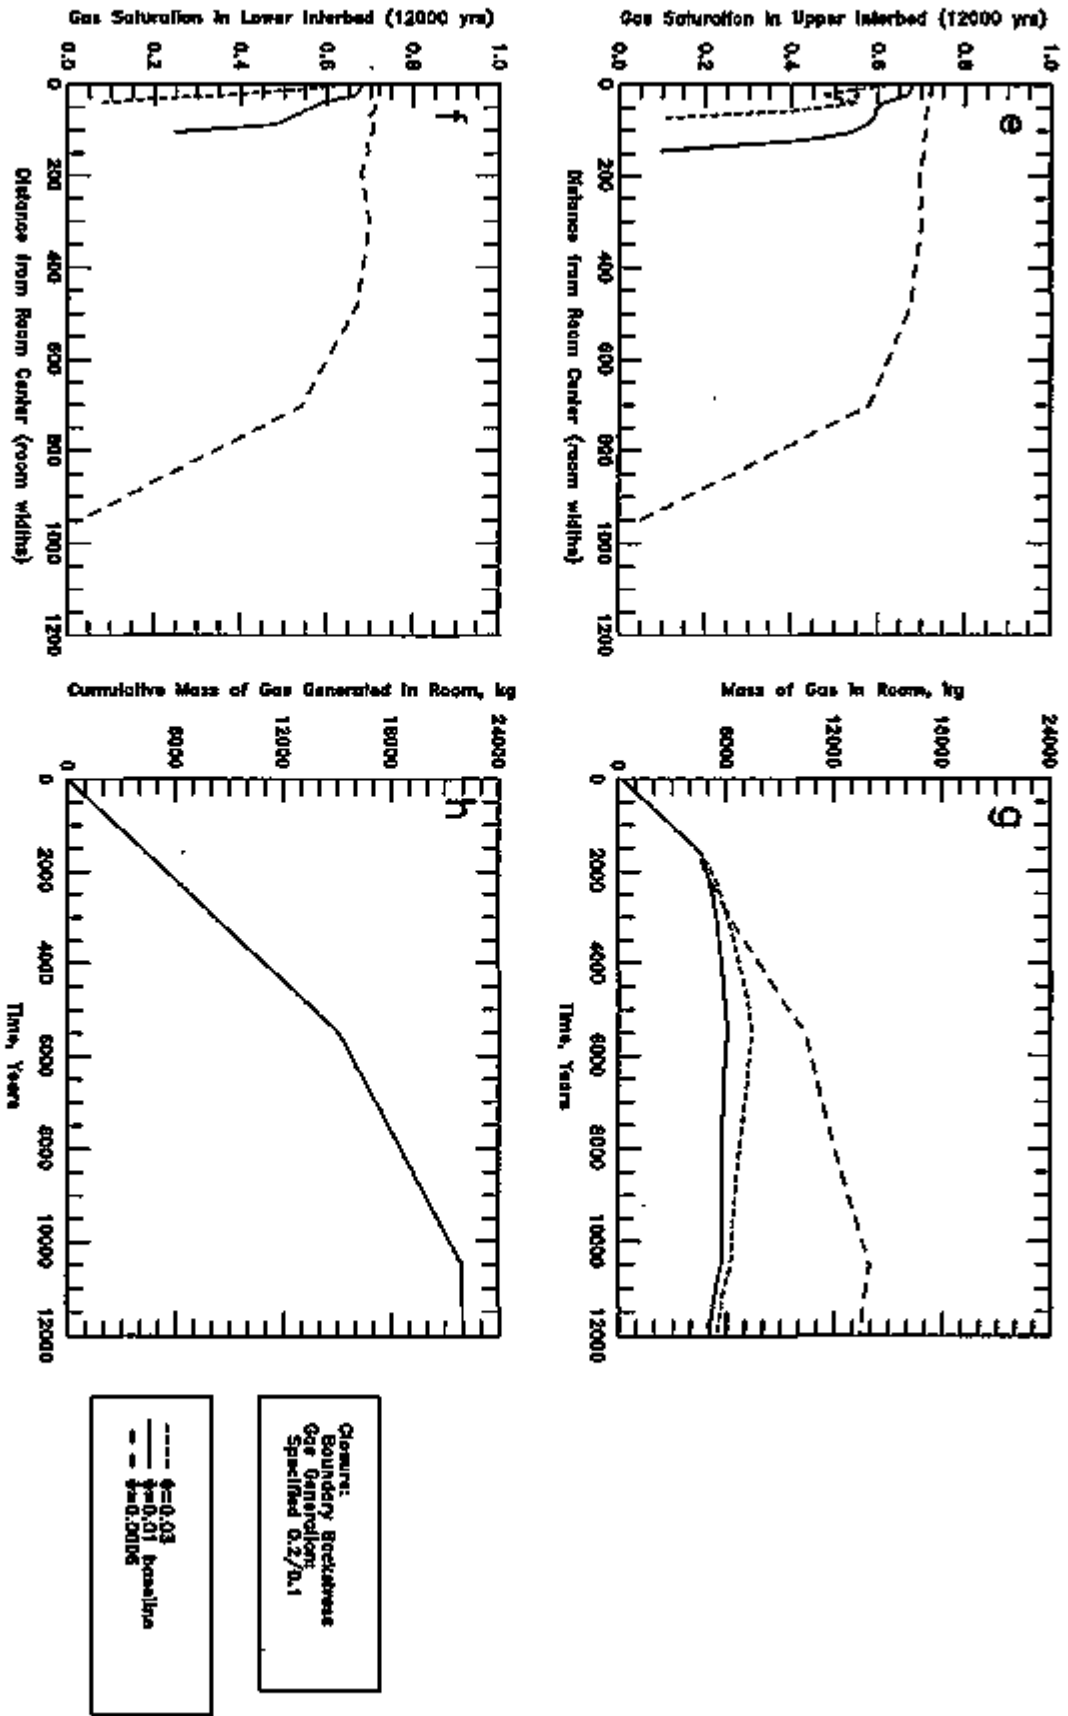 Gas Saturation in Upper Interbed (12000 yrs)
1.0
0.8
0.6
0.4
0.2
0.0
e
0
200
400
600
800
1000
1200
Distance from Room Center (room widths)
Mass of Gas in Room, kg
24000
18000
12000
6000
0
g
0
2000
4000
6000
8000
10000
12000
Time, Years
Gas Saturation in Lower Interbed (12000 yrs)
1.0
0.8
0.6
0.4
0.2
0.0
f
0
200
400
600
800
1000
1200
Distance from Room Center (room widths)
Cumulative Mass of Gas Generated in Room, kg
24000
18000
12000
6000
0
h
0
2000
4000
6000
8000
10000
12000
Time, Years
Closure:
Boundary Backstress
Gas Generation:
Specified 0.2/0.1
ϕ=0.03
ϕ=0.01 baseline
ϕ=0.0006